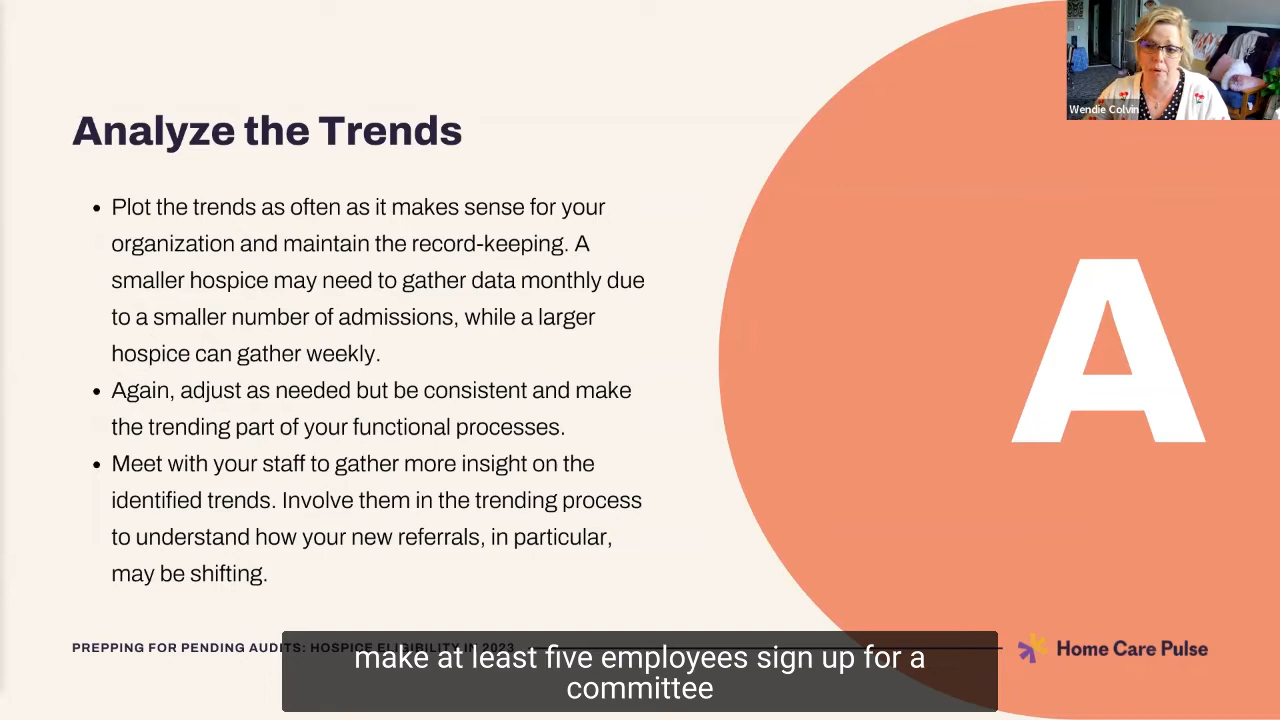 Analyze the Trends
Wendie Colvin
• Plot the trends as often as it makes sense for your
organization and maintain the record-keeping. A
smaller hospice may need to gather data monthly due
to a smaller number of admissions, while a larger
hospice can gather weekly.
• Again, adjust as needed but be consistent and make
the trending part of your functional processes.
• Meet with your staff to gather more insight on the
identified trends. Involve them in the trending process
to understand how your new referrals, in particular,
may be shifting.
A
PREPPING FOR PENDING AUDITS: HOSPICE ELIGIBILITY IN 2023
Home Care Pulse
make at least five employees sign up for a
committee